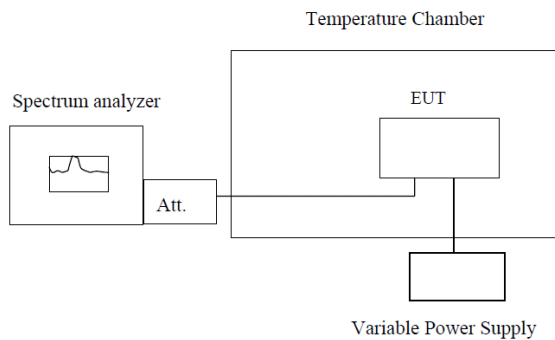 Temperature Chamber
Spectrum analyzer
EUT
Att.
Variable Power Supply